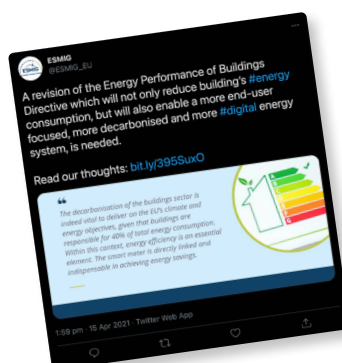 ESMIG
@ESMIG_EU
A revision of the Energy Performance of Buildings
Directive which will not only reduce building's #energy
consumption, but will also enable a more end-user
focused, more decarbonised and more #digital energy
system, is needed.
Read our thoughts: bit.ly/395SuxO
The decarbonisation of the buildings sector is
indeed vital to deliver on the EU's climate and
energy objectives, given that buildings are
responsible for 40% of total energy consumption.
Within this context, energy efficiency is an essential
element. The smart meter is directly linked and
indispensable in achieving energy savings.
A
B
C
D
E
F
G
1:59 pm · 15 Apr 2021 · Twitter Web App